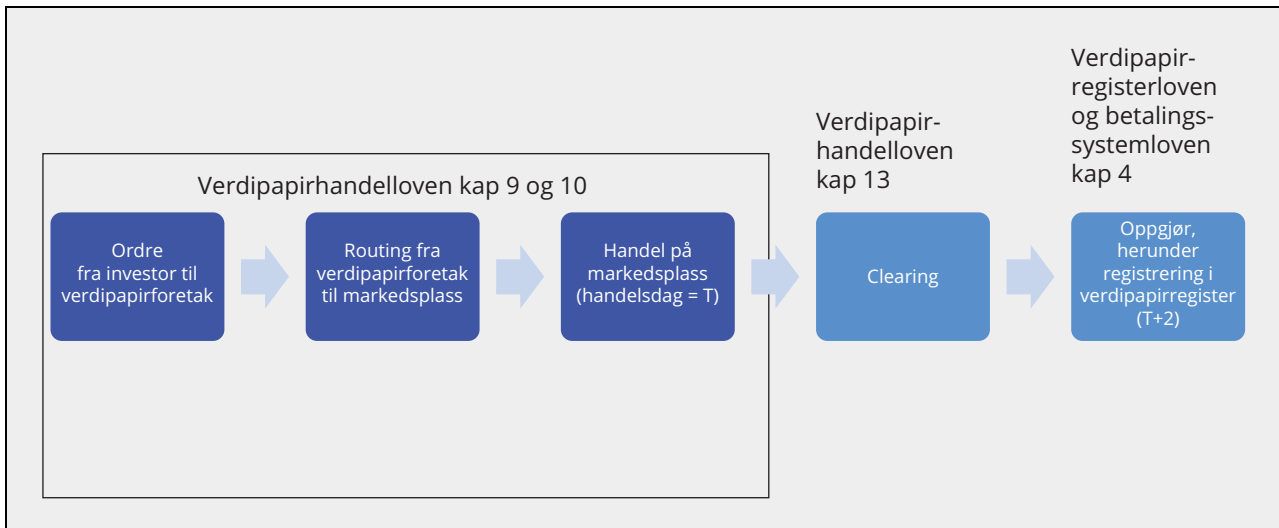 Verdipapir-
registerloven
og betalings-
systemloven
kap 4
Verdipapir-
handelloven
kap 13
Verdipapirhandelloven kap 9 og 10
Ordre
fra investor til
verdipapirforetak
Routing fra
verdipapirforetak
til markedsplass
Handel på
markedsplass
(handelsdag = T)
Clearing
Oppgjør,
herunder
registrering i
verdipapirregister
(T+2)